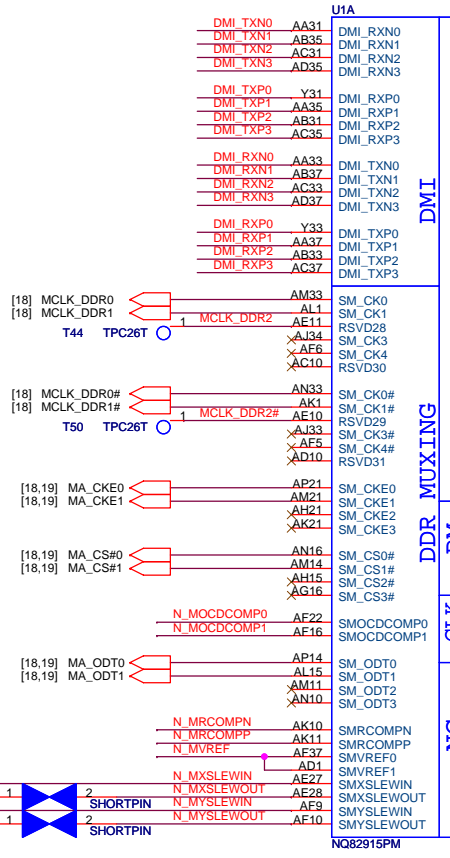 U1A
DMI_TXN0 AA31 DMI_RXN0
DMI_TXN1 AB35 DMI_RXN1
DMI_TXN2 AC31 DMI_RXN2
DMI_TXN3 AD35 DMI_RXN3
DMI_TXP0 Y31 DMI_RXP0
DMI_TXP1 AA35 DMI_RXP1
DMI_TXP2 AB31 DMI_RXP2
DMI_TXP3 AC35 DMI_RXP3
DMI_RXN0 AA33 DMI_TXN0
DMI_RXN1 AB37 DMI_TXN1
DMI_RXN2 AC33 DMI_TXN2
DMI_RXN3 AD37 DMI_TXN3
DMI_RXP0 Y33 DMI_TXP0
DMI_RXP1 AA37 DMI_TXP1
DMI_RXP2 AB33 DMI_TXP2
DMI_RXP3 AC37 DMI_TXP3
DMI
[18] MCLK_DDR0 AM33 SM_CK0
[18] MCLK_DDR1 AL1 SM_CK1
T44 TPC26T 1 MCLK_DDR2 AE11 RSVD28
AJ34 SM_CK3
AF6 SM_CK4
AC10 RSVD30
[18] MCLK_DDR0# AN33 SM_CK0#
[18] MCLK_DDR1# AK1 SM_CK1#
T50 TPC26T 1 MCLK_DDR2# AE10 RSVD29
AJ33 SM_CK3#
AF5 SM_CK4#
AD10 RSVD31
[18,19] MA_CKE0 AP21 SM_CKE0
[18,19] MA_CKE1 AM21 SM_CKE1
AH21 SM_CKE2
AK21 SM_CKE3
DDR MUXING
[18,19] MA_CS#0 AN16 SM_CS0#
[18,19] MA_CS#1 AM14 SM_CS1#
AH15 SM_CS2#
AG16 SM_CS3#
N_MOCDCOMP0 AF22 SMOCDCOMP0
N_MOCDCOMP1 AF16 SMOCDCOMP1
[18,19] MA_ODT0 AP14 SM_ODT0
[18,19] MA_ODT1 AL15 SM_ODT1
AM11 SM_ODT2
AN10 SM_ODT3
N_MRCOMPN AK10 SMRCOMPN
N_MRCOMPP AK11 SMRCOMPP
N_MVREF AF37 SMVREF0
AD1 SMVREF1
N_MXSLEWIN AE27 SMXSLEWIN
1 2 N_MXSLEWOUT AE28 SMXSLEWOUT
SHORTPIN N_MYSLEWIN AF9 SMYSLEWIN
1 2 N_MYSLEWOUT AF10 SMYSLEWOUT
SHORTPIN
NQ82915PM